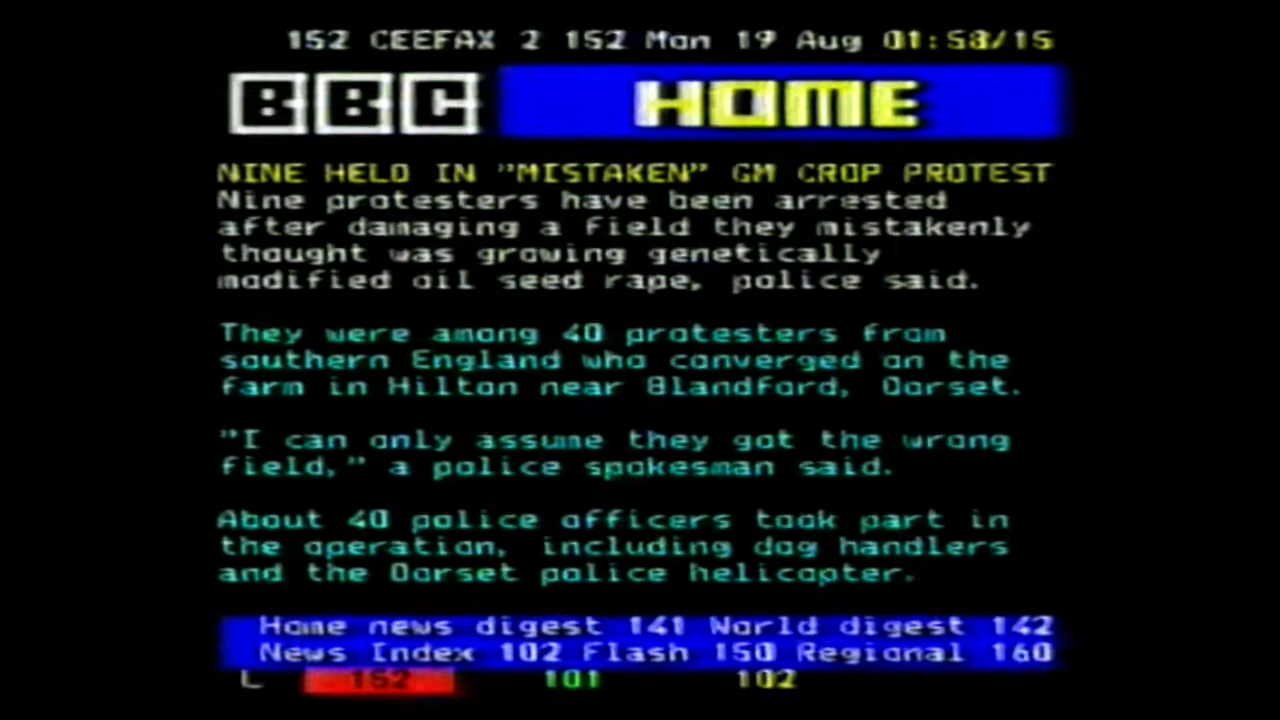 152 CEEFAX 2 152 Mon 19 Aug 01:58/15
BBC HOME
NINE HELD IN "MISTAKEN" GM CROP PROTEST
Nine protesters have been arrested
after damaging a field they mistakenly
thought was growing genetically
modified oil seed rape, police said.
They were among 40 protesters from
southern England who converged on the
farm in Hilton near Blandford, Dorset.
"I can only assume they got the wrong
field," a police spokesman said.
About 40 police officers took part in
the operation, including dog handlers
and the Dorset police helicopter.
Home news digest 141 World digest 142
News Index 102 Flash 150 Regional 160
L 152 101 102